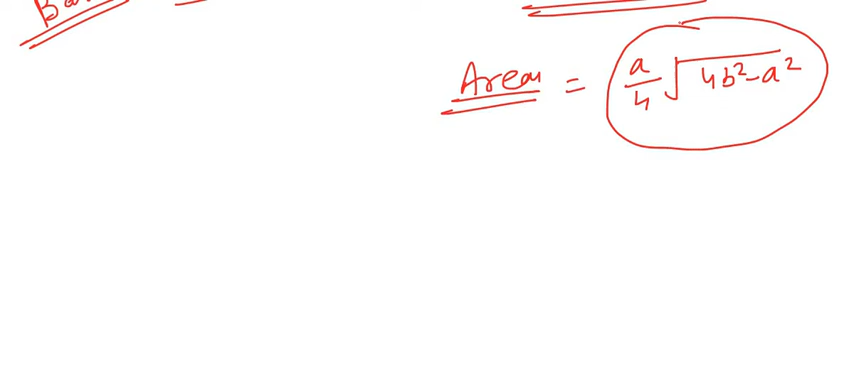 Area = a/4 √4b²-a²